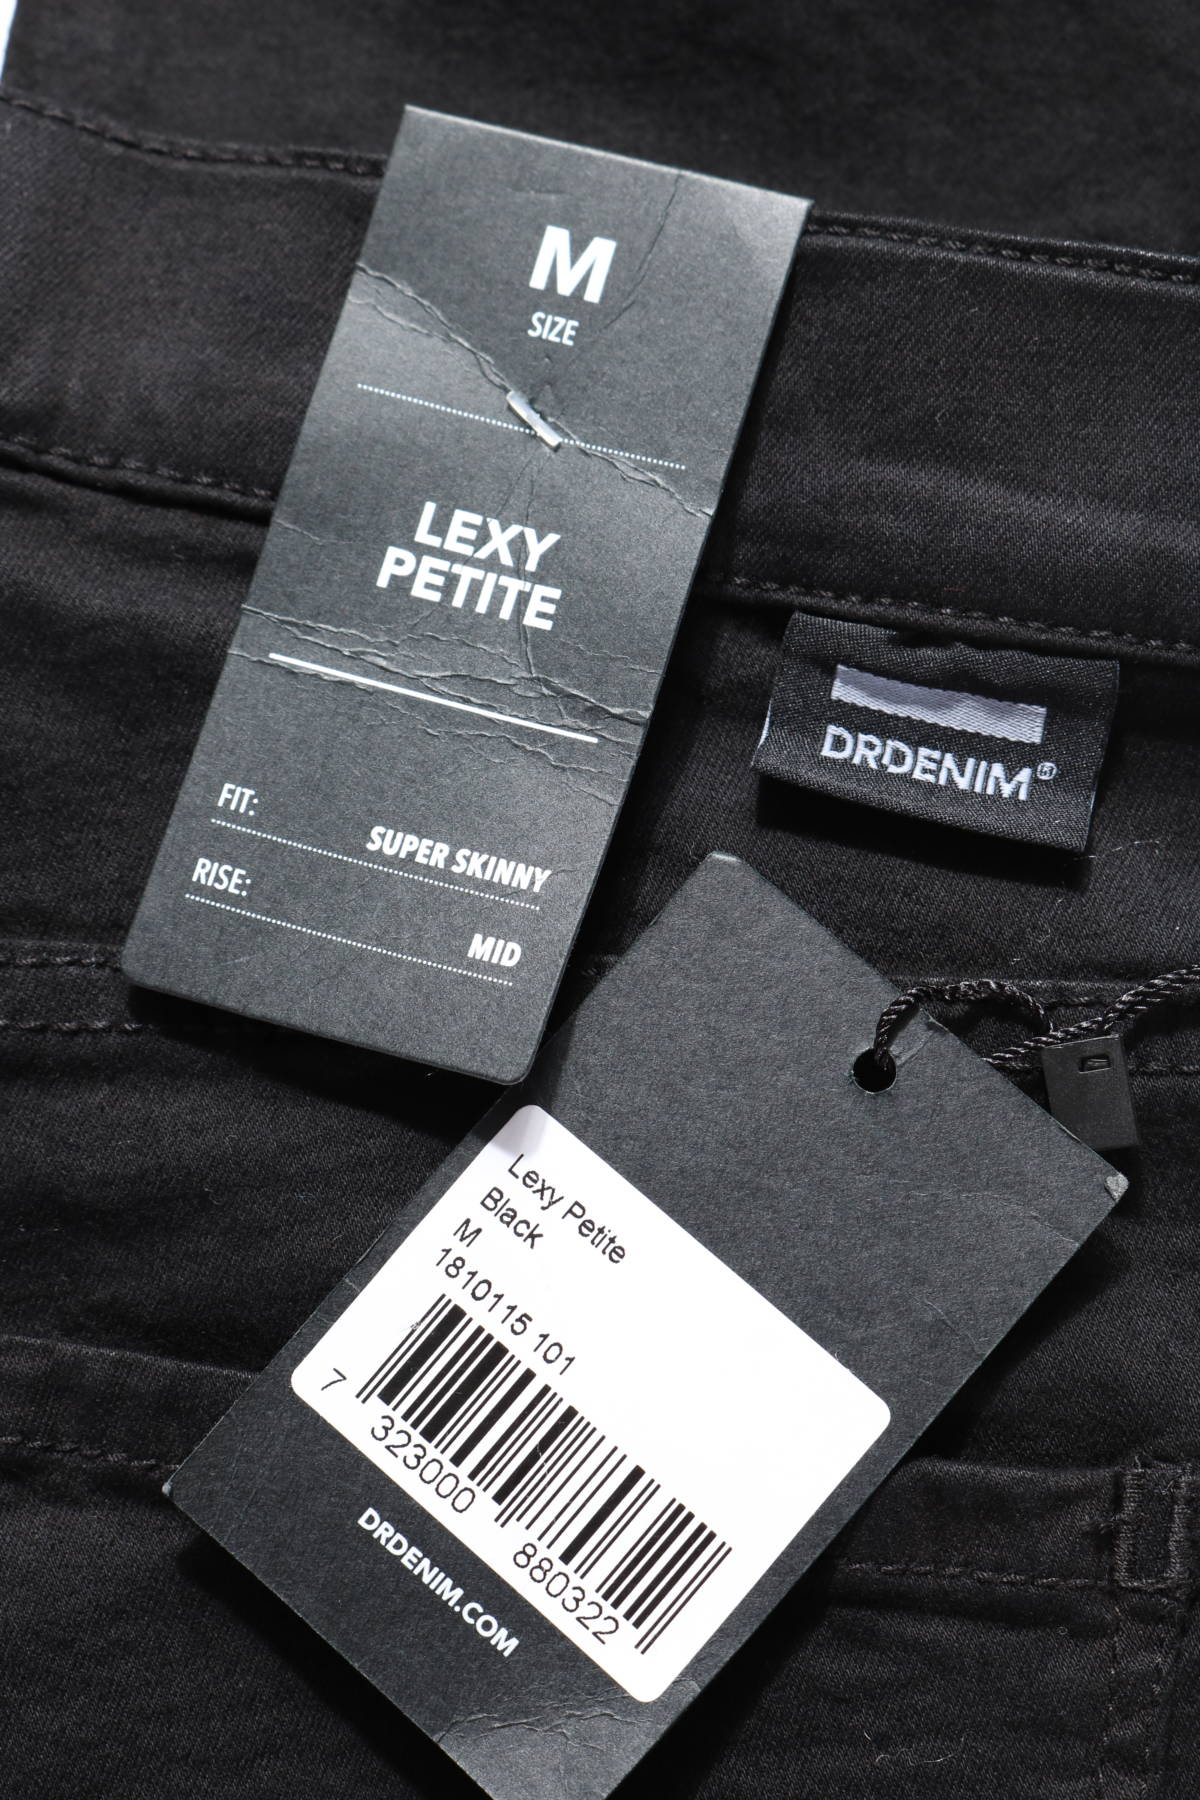 M
SIZE
LEXY
PETITE
FIT:
SUPER SKINNY
RISE:
MID
DRDENIM®
Lexy Petite
Black
M
1810115 101
7 323000 880322
DRDENIM.COM